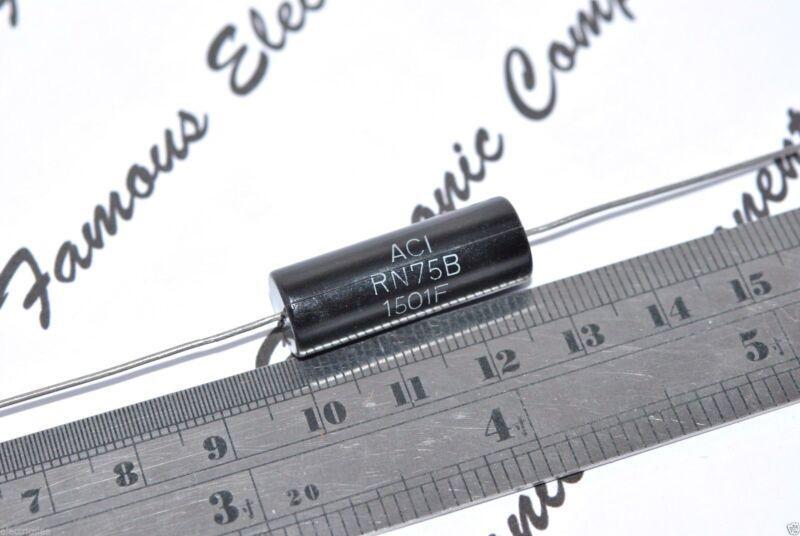 Famous Elec
onic Comp
onent
ACI
RN75B
1501F
7 8 9 10 11 12 13 14 15
3 4 5
20